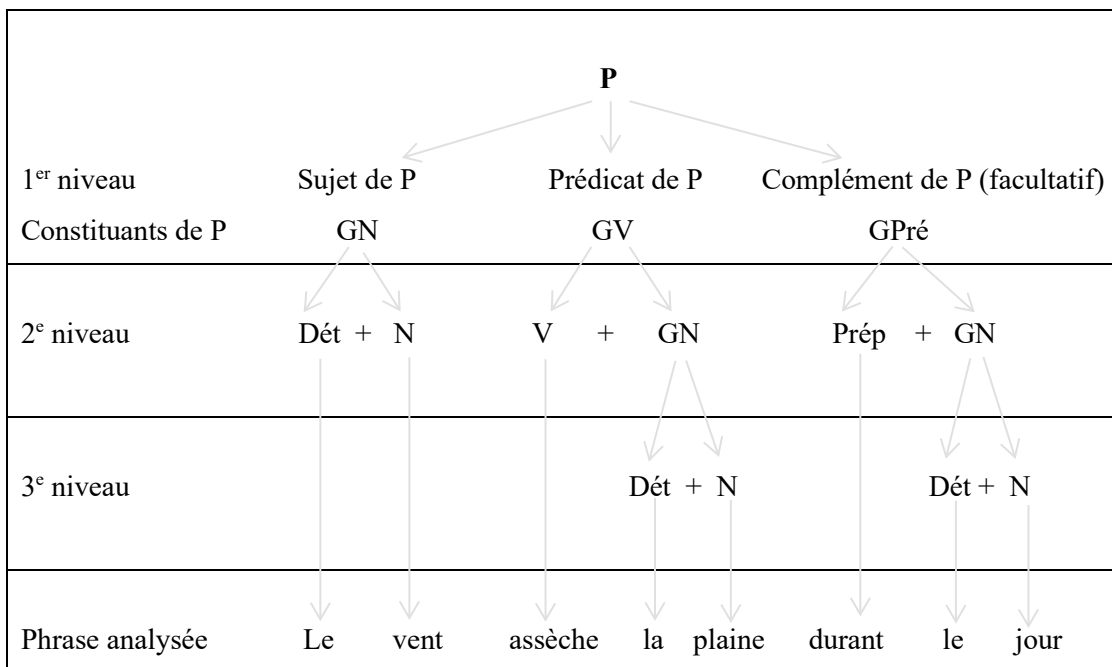 P
1er niveau Sujet de P Prédicat de P Complément de P (facultatif)
Constituants de P GN GV GPré
2e niveau Dét + N V + GN Prép + GN
3e niveau Dét + N Dét + N
Phrase analysée Le vent assèche la plaine durant le jour